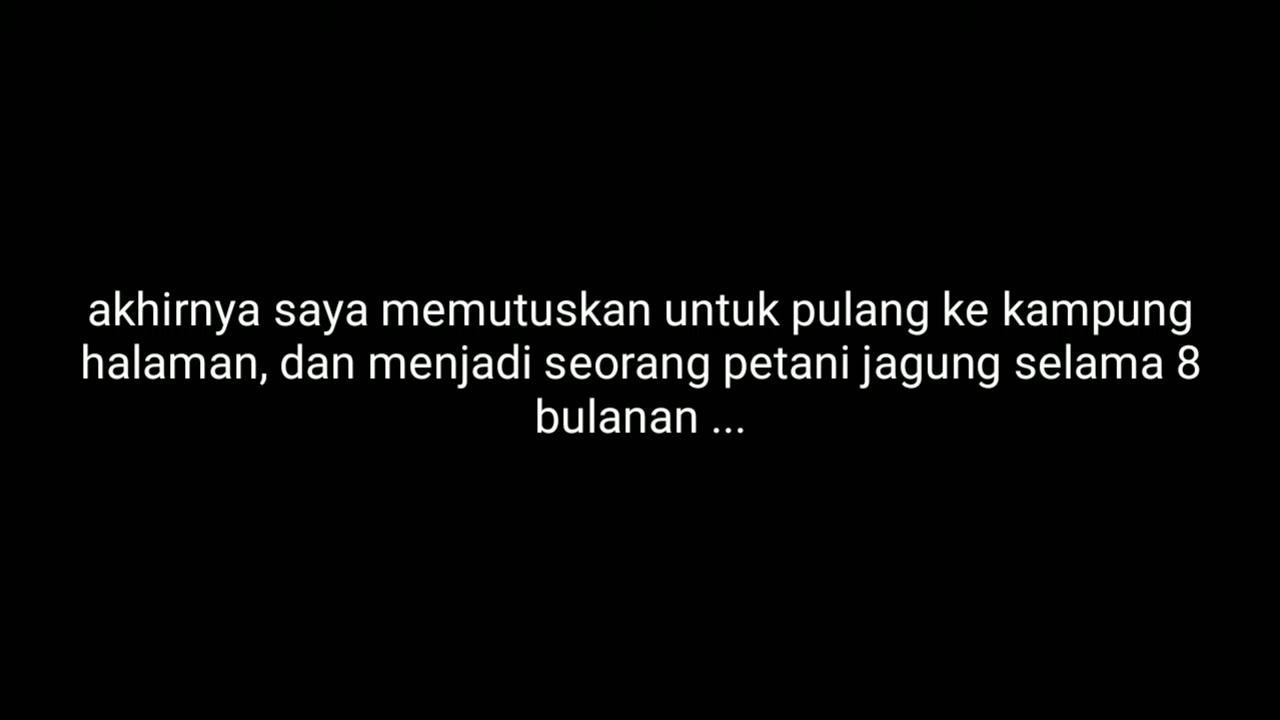 akhirnya saya memutuskan untuk pulang ke kampung
halaman, dan menjadi seorang petani jagung selama 8
bulanan ...